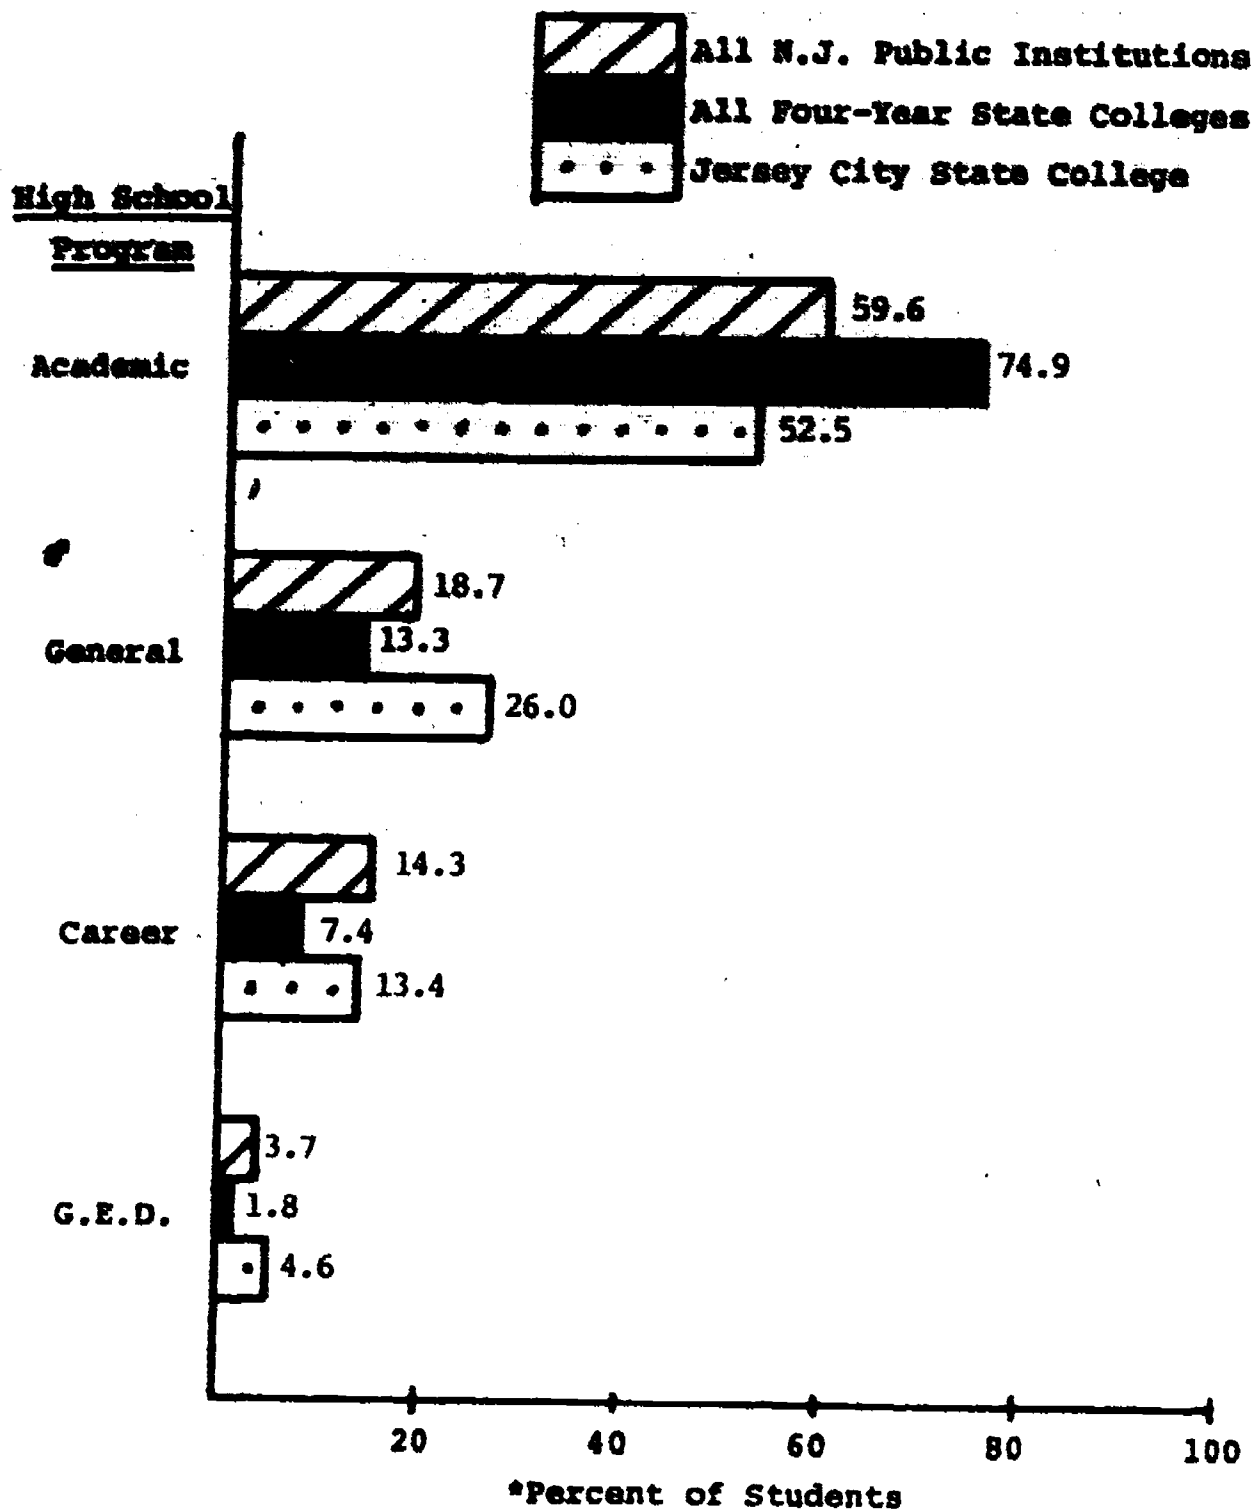 All N.J. Public Institutions
All Four-Year State Colleges
Jersey City State College
High School
Program
Academic
59.6
74.9
52.5
General
18.7
13.3
26.0
Career
14.3
7.4
13.4
G.E.D.
3.7
1.8
4.6
20 40 60 80 100
*Percent of Students